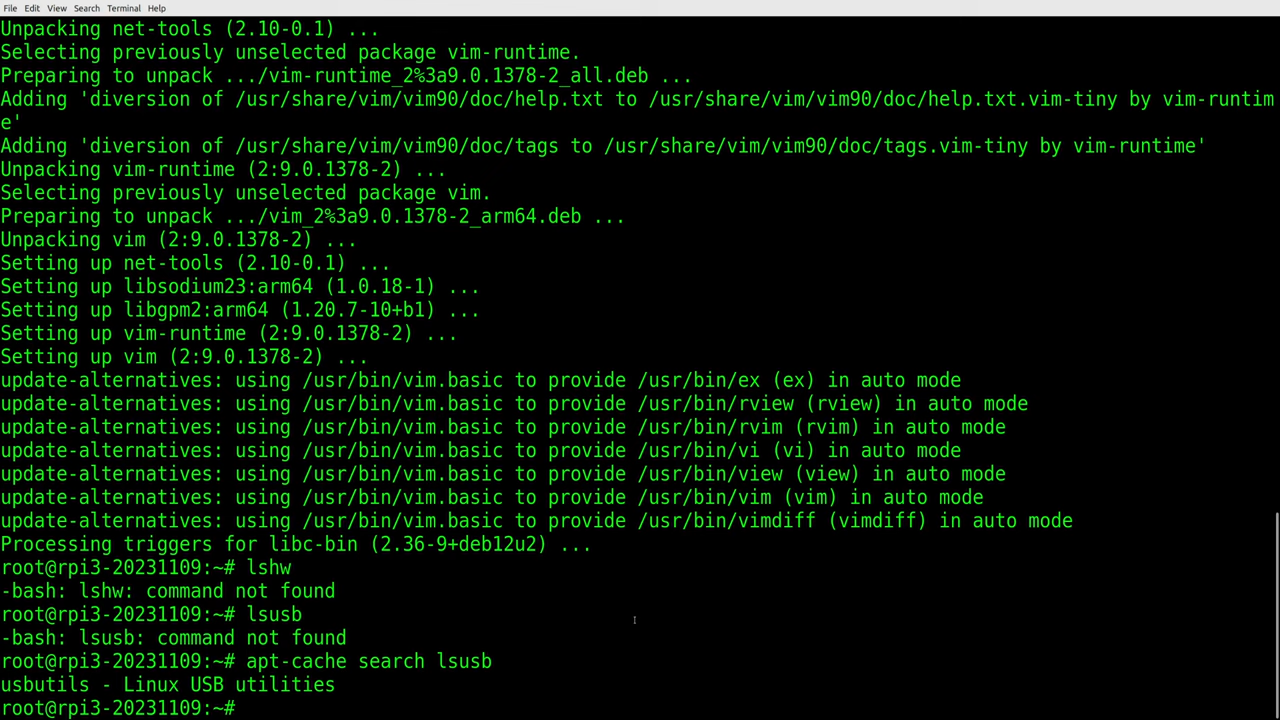 File Edit View Search Terminal Help
Unpacking net-tools (2.10-0.1) ...
Selecting previously unselected package vim-runtime.
Preparing to unpack .../vim-runtime_2%3a9.0.1378-2_all.deb ...
Adding 'diversion of /usr/share/vim/vim90/doc/help.txt to /usr/share/vim/vim90/doc/help.txt.vim-tiny by vim-runtim
e'
Adding 'diversion of /usr/share/vim/vim90/doc/tags to /usr/share/vim/vim90/doc/tags.vim-tiny by vim-runtime'
Unpacking vim-runtime (2:9.0.1378-2) ...
Selecting previously unselected package vim.
Preparing to unpack .../vim_2%3a9.0.1378-2_arm64.deb ...
Unpacking vim (2:9.0.1378-2) ...
Setting up net-tools (2.10-0.1) ...
Setting up libsodium23:arm64 (1.0.18-1) ...
Setting up libgpm2:arm64 (1.20.7-10+b1) ...
Setting up vim-runtime (2:9.0.1378-2) ...
Setting up vim (2:9.0.1378-2) ...
update-alternatives: using /usr/bin/vim.basic to provide /usr/bin/ex (ex) in auto mode
update-alternatives: using /usr/bin/vim.basic to provide /usr/bin/rview (rview) in auto mode
update-alternatives: using /usr/bin/vim.basic to provide /usr/bin/rvim (rvim) in auto mode
update-alternatives: using /usr/bin/vim.basic to provide /usr/bin/vi (vi) in auto mode
update-alternatives: using /usr/bin/vim.basic to provide /usr/bin/view (view) in auto mode
update-alternatives: using /usr/bin/vim.basic to provide /usr/bin/vim (vim) in auto mode
update-alternatives: using /usr/bin/vim.basic to provide /usr/bin/vimdiff (vimdiff) in auto mode
Processing triggers for libc-bin (2.36-9+deb12u2) ...
root@rpi3-20231109:~# lshw
-bash: lshw: command not found
root@rpi3-20231109:~# lsusb
-bash: lsusb: command not found
root@rpi3-20231109:~# apt-cache search lsusb
usbutils - Linux USB utilities
root@rpi3-20231109:~#